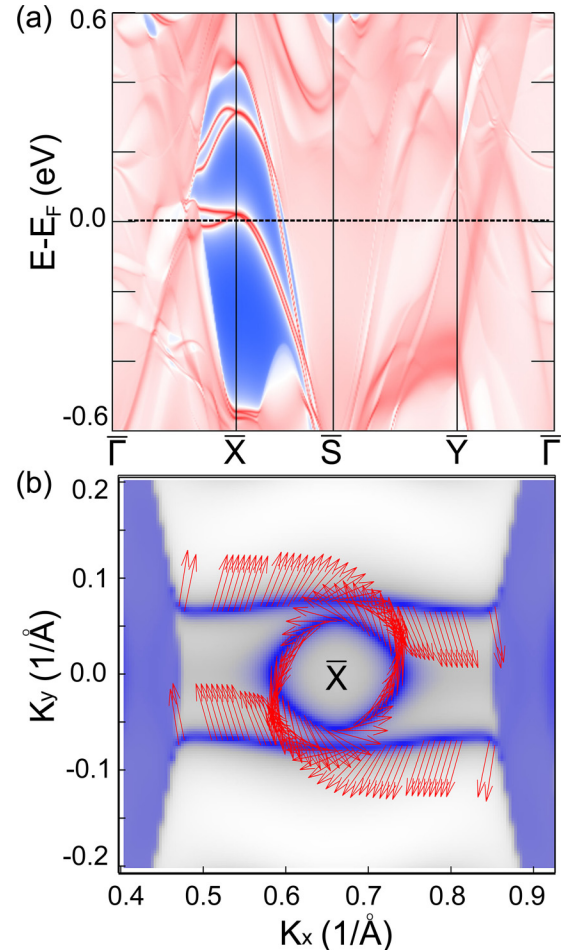 (a)
0.6
E-E_F (eV)
0.0
-0.6
Γ̅ X̅ S̅ Y̅ Γ̅
(b)
0.2
0.1
Ky (1/Å)
0.0
X̅
-0.1
-0.2
0.4 0.5 0.6 0.7 0.8 0.9
Kx (1/Å)